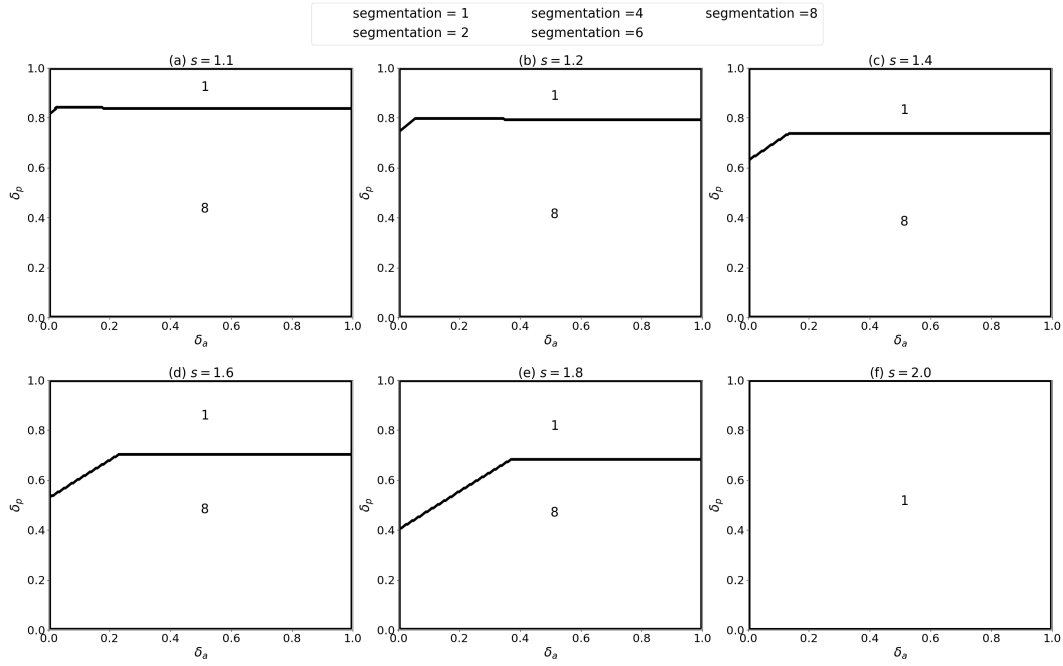 segmentation = 1 segmentation =4 segmentation =8
segmentation = 2 segmentation =6
(a) s = 1.1 (b) s = 1.2 (c) s = 1.4
1.0 1.0 1.0
1 1 1
0.8 0.8 0.8
0.6 0.6 0.6
δp δp δp
8 8 8
0.4 0.4 0.4
0.2 0.2 0.2
0.0 0.0 0.0
0.0 0.2 0.4 0.6 0.8 1.0 0.0 0.2 0.4 0.6 0.8 1.0 0.0 0.2 0.4 0.6 0.8 1.0
δa δa δa
(d) s = 1.6 (e) s = 1.8 (f) s = 2.0
1.0 1.0 1.0
1 1
0.8 0.8 0.8
0.6 0.6 0.6
δp δp δp
8 8 1
0.4 0.4 0.4
0.2 0.2 0.2
0.0 0.0 0.0
0.0 0.2 0.4 0.6 0.8 1.0 0.0 0.2 0.4 0.6 0.8 1.0 0.0 0.2 0.4 0.6 0.8 1.0
δa δa δa